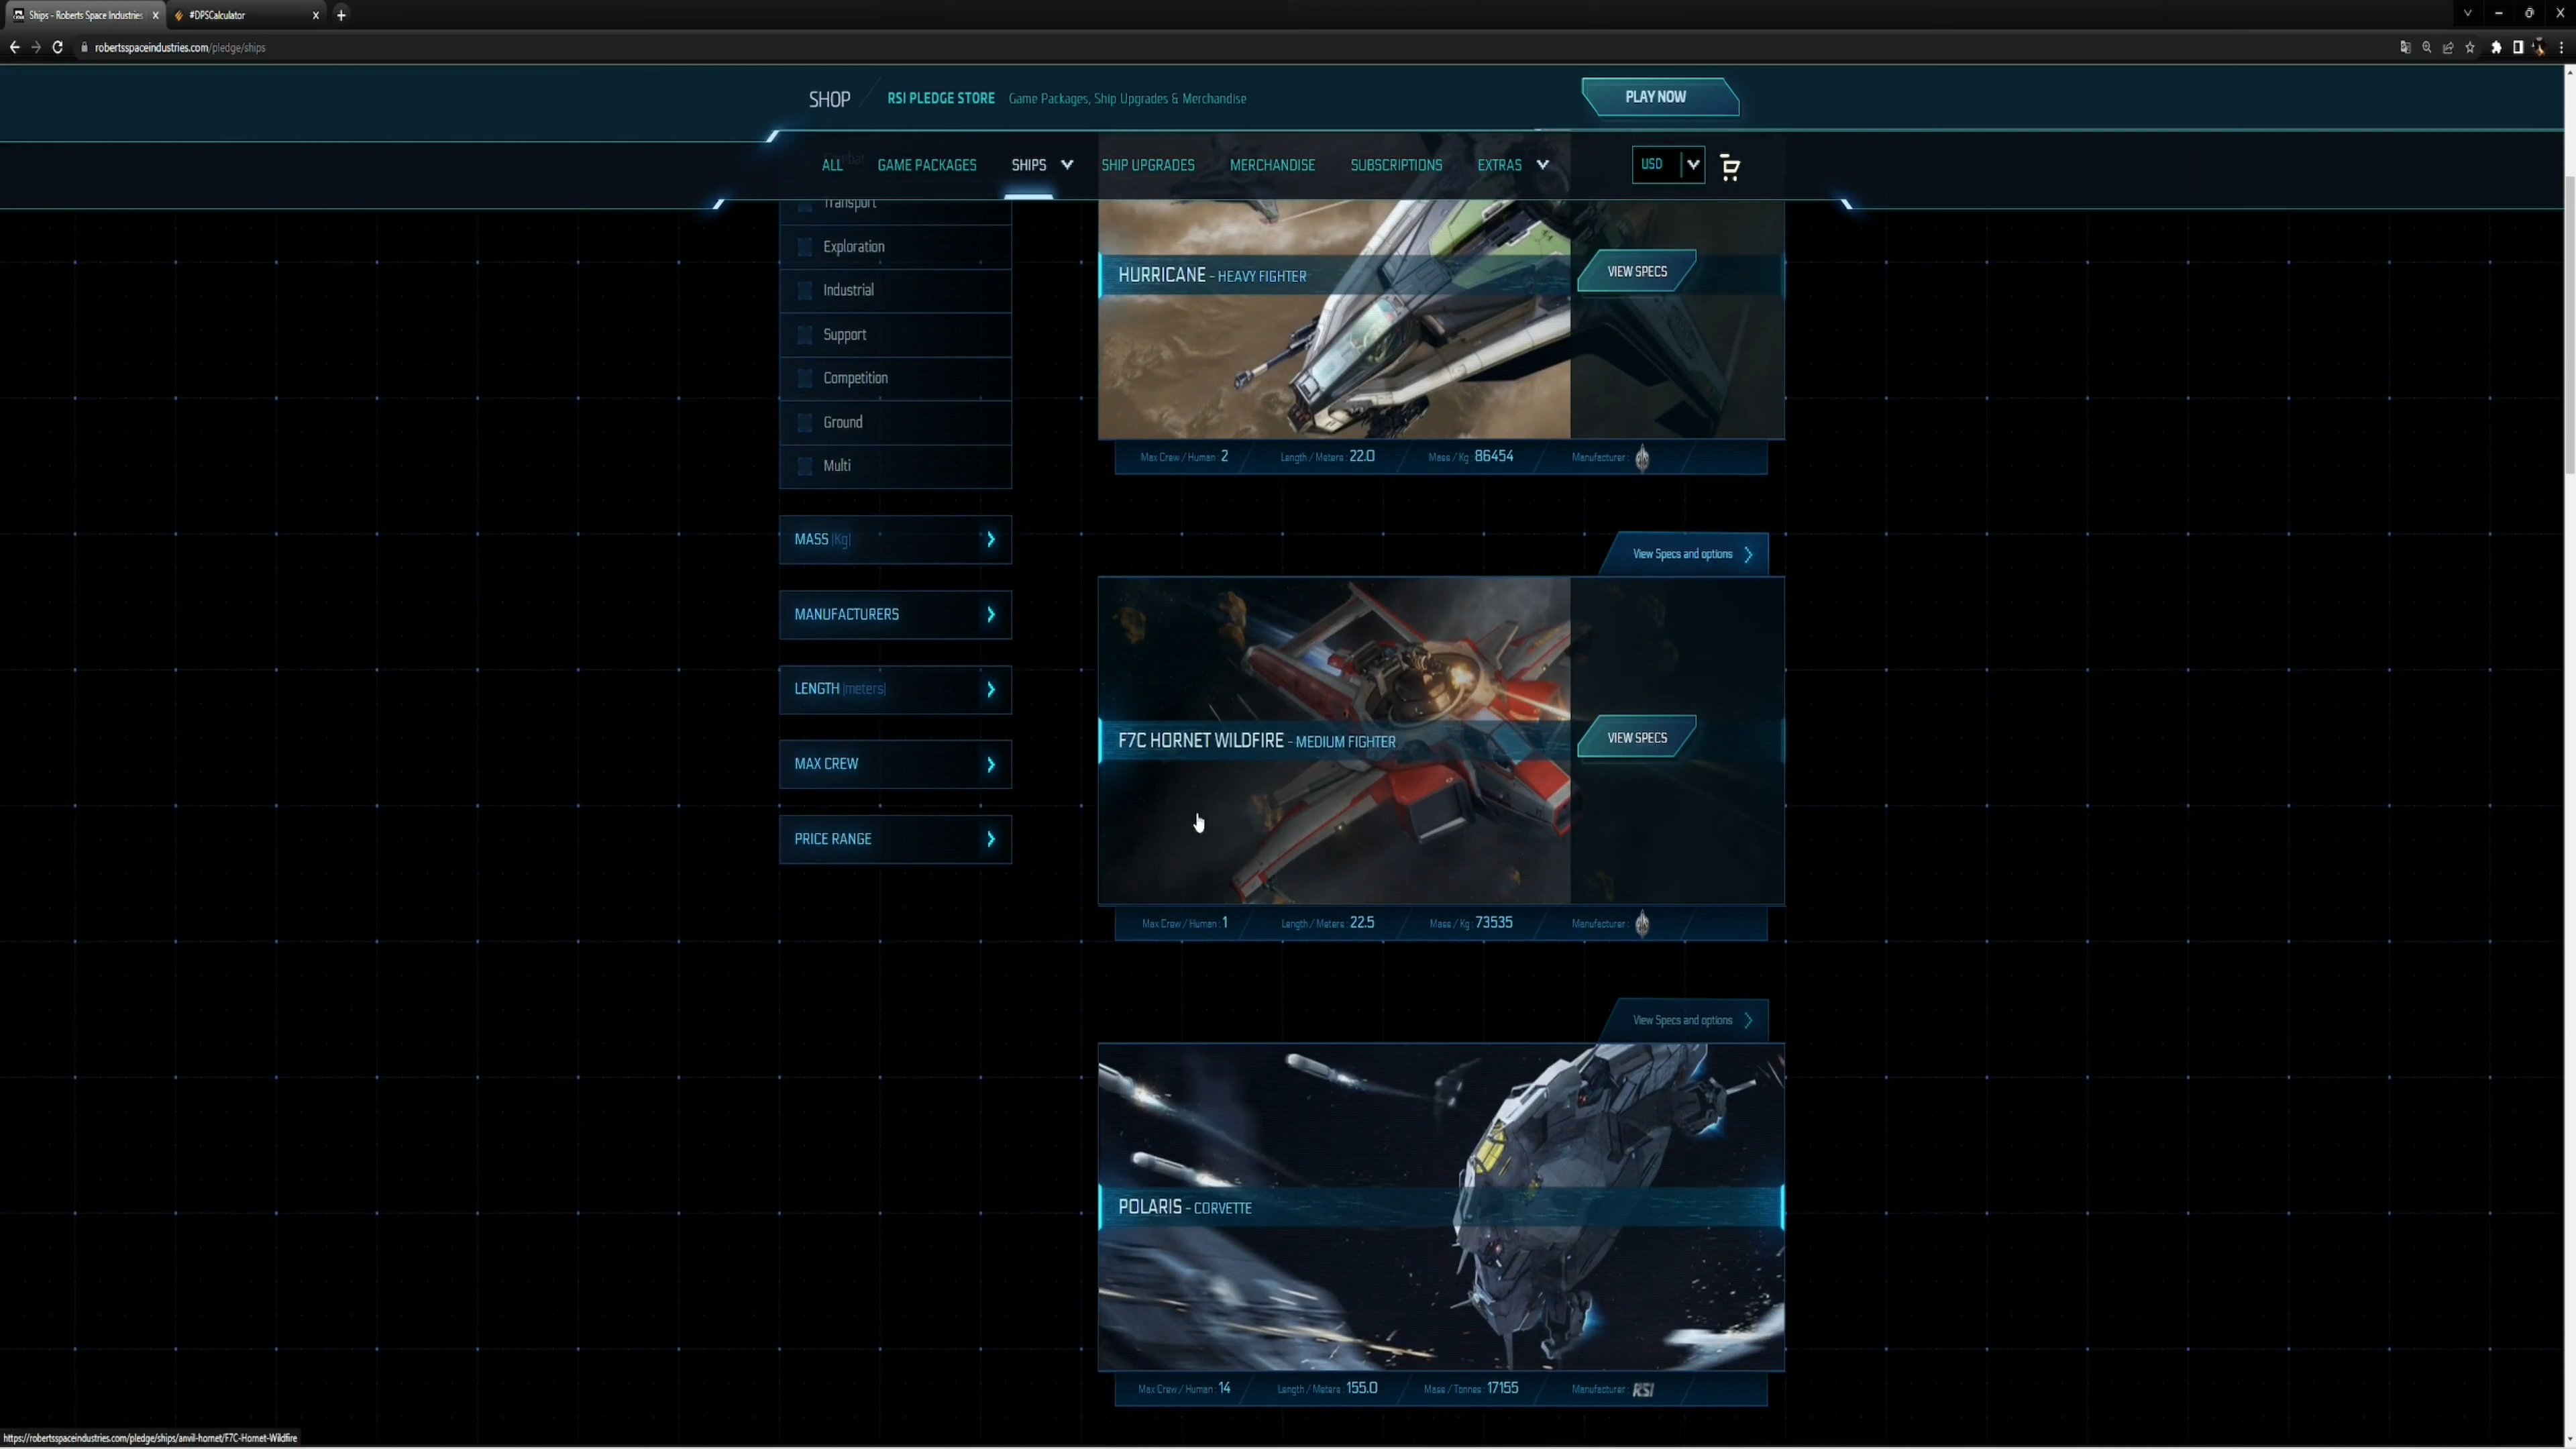 Ships - Roberts Space Industries
#DPSCalculator
robertsspaceindustries.com/pledge/ships
SHOP
RSI PLEDGE STORE
Game Packages, Ship Upgrades & Merchandise
PLAY NOW
ALL
GAME PACKAGES
SHIPS
SHIP UPGRADES
MERCHANDISE
SUBSCRIPTIONS
EXTRAS
USD
Transport
Exploration
Industrial
Support
Competition
Ground
Multi
MASS [Kg]
MANUFACTURERS
LENGTH [meters]
MAX CREW
PRICE RANGE
HURRICANE - HEAVY FIGHTER
VIEW SPECS
Max Crew / Human : 2
Length / Meters : 22.0
Mass / Kg : 86454
Manufacturer :
View Specs and options
F7C HORNET WILDFIRE - MEDIUM FIGHTER
VIEW SPECS
Max Crew / Human : 1
Length / Meters : 22.5
Mass / Kg : 73535
Manufacturer :
View Specs and options
POLARIS - CORVETTE
Max Crew / Human : 14
Length / Meters : 155.0
Mass / Tonnes : 17155
Manufacturer : RSI
https://robertsspaceindustries.com/pledge/ships/anvil-hornet/F7C-Hornet-Wildfire